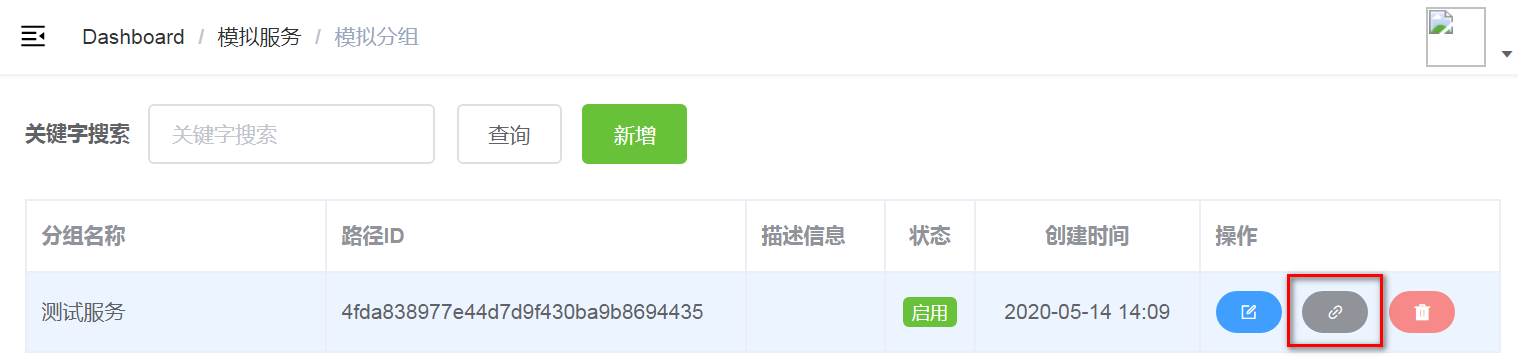 Dashboard / 模拟服务 / 模拟分组
关键字搜索 关键字搜索 查询 新增
分组名称 路径ID 描述信息 状态 创建时间 操作
测试服务 4fda838977e44d7d9f430ba9b8694435 启用 2020-05-14 14:09